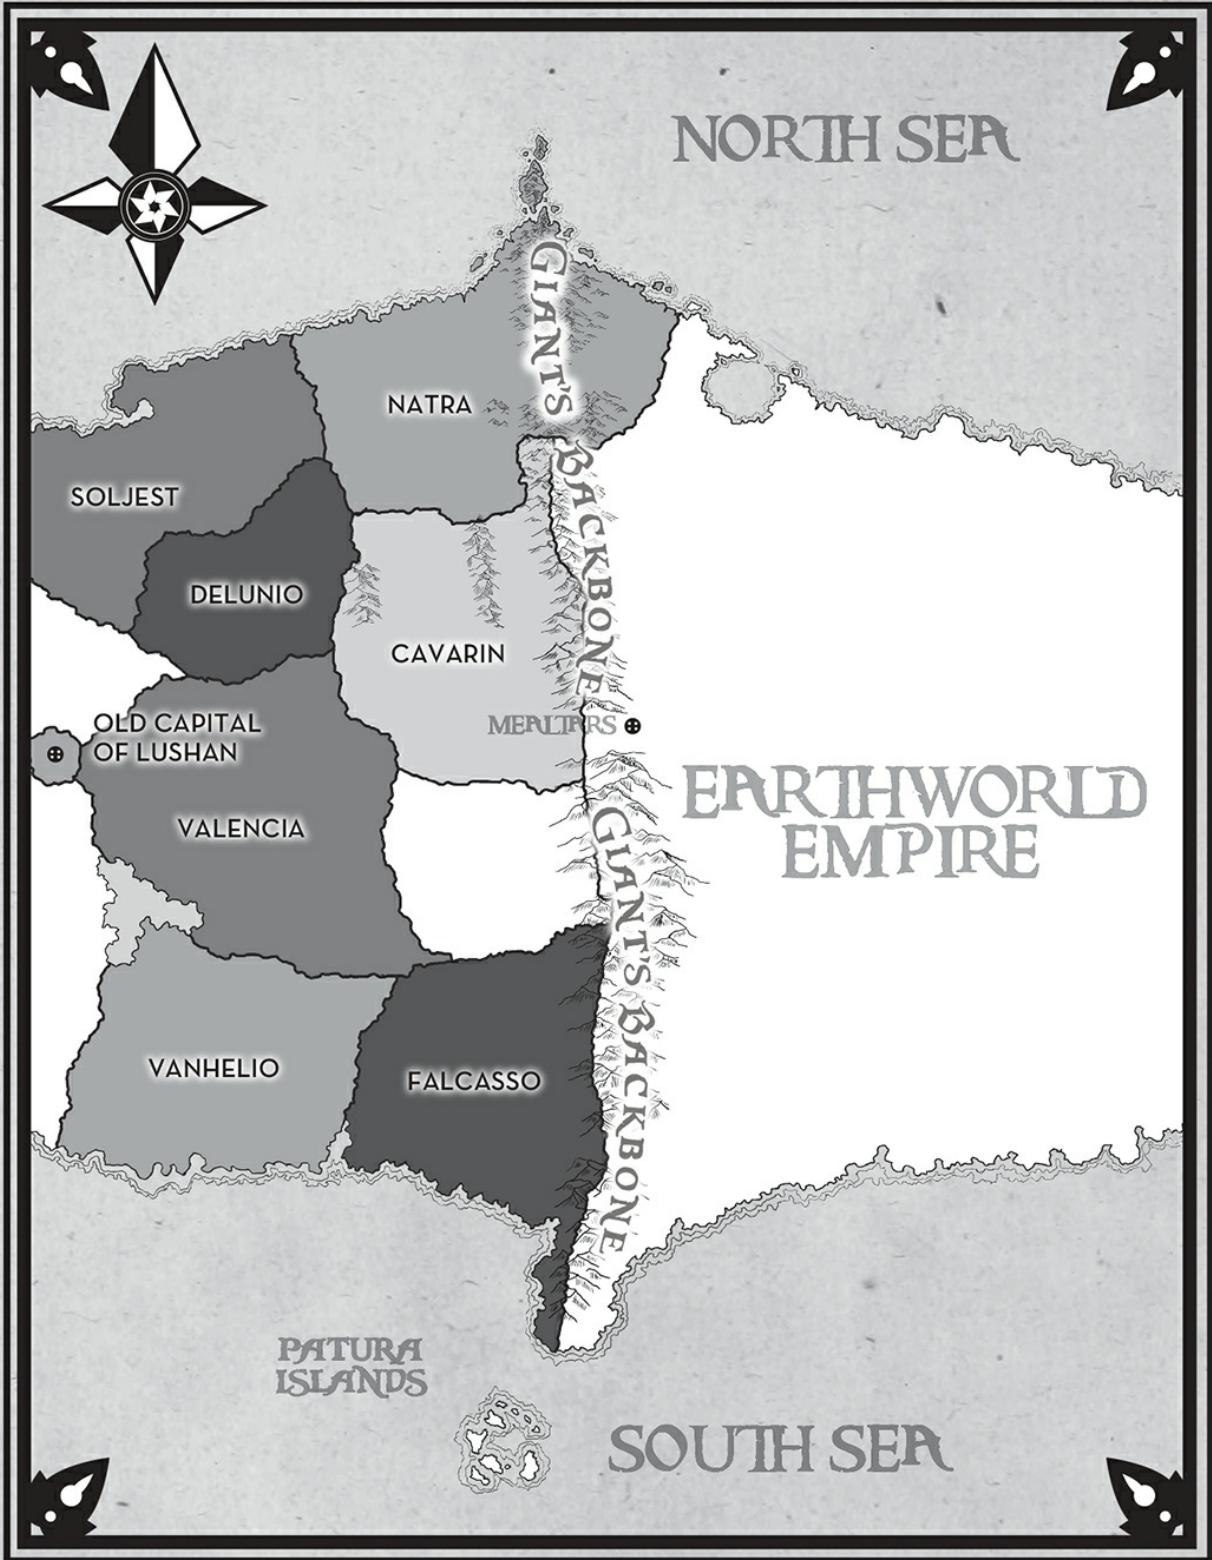 NORTH SEA
GIANT'S BACKBONE
NATRA
SOLJEST
DELUNIO
CAVARIN
OLD CAPITAL
OF LUSHAN
MEALTARS
EARTHWORLD
EMPIRE
VALENCIA
GIANT'S BACKBONE
VANHELIO
FALCASSO
PATURA
ISLANDS
SOUTH SEA